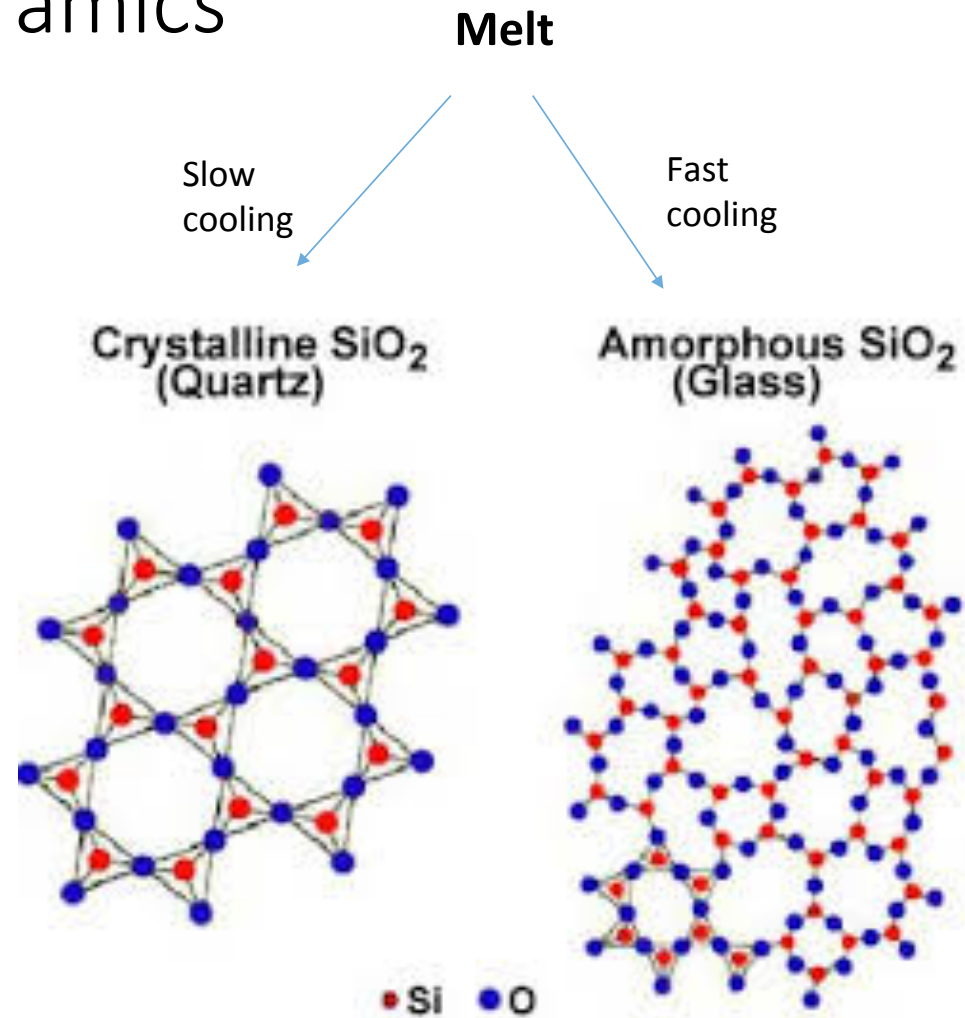 amics
Melt
Slow
cooling
Fast
cooling
Crystalline SiO₂
(Quartz)
Amorphous SiO₂
(Glass)
Si O